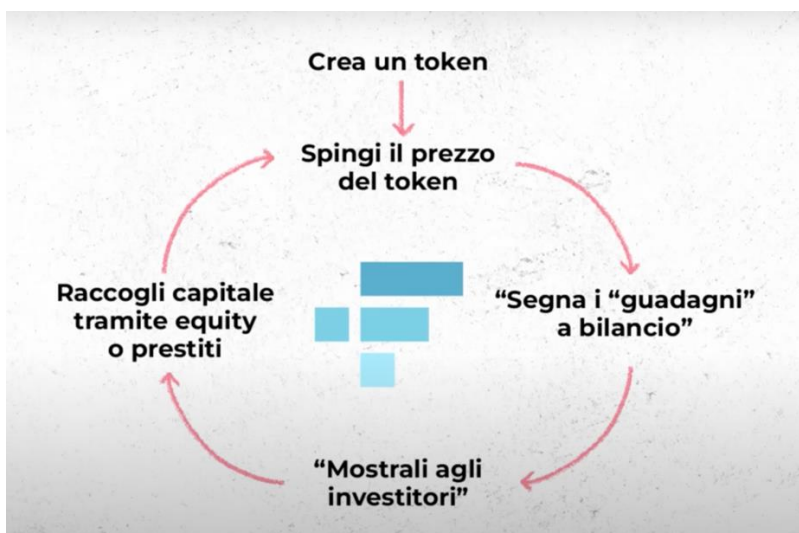 Crea un token
Spingi il prezzo
del token
“Segna i “guadagni”
a bilancio”
“Mostrali agli
investitori”
Raccogli capitale
tramite equity
o prestiti